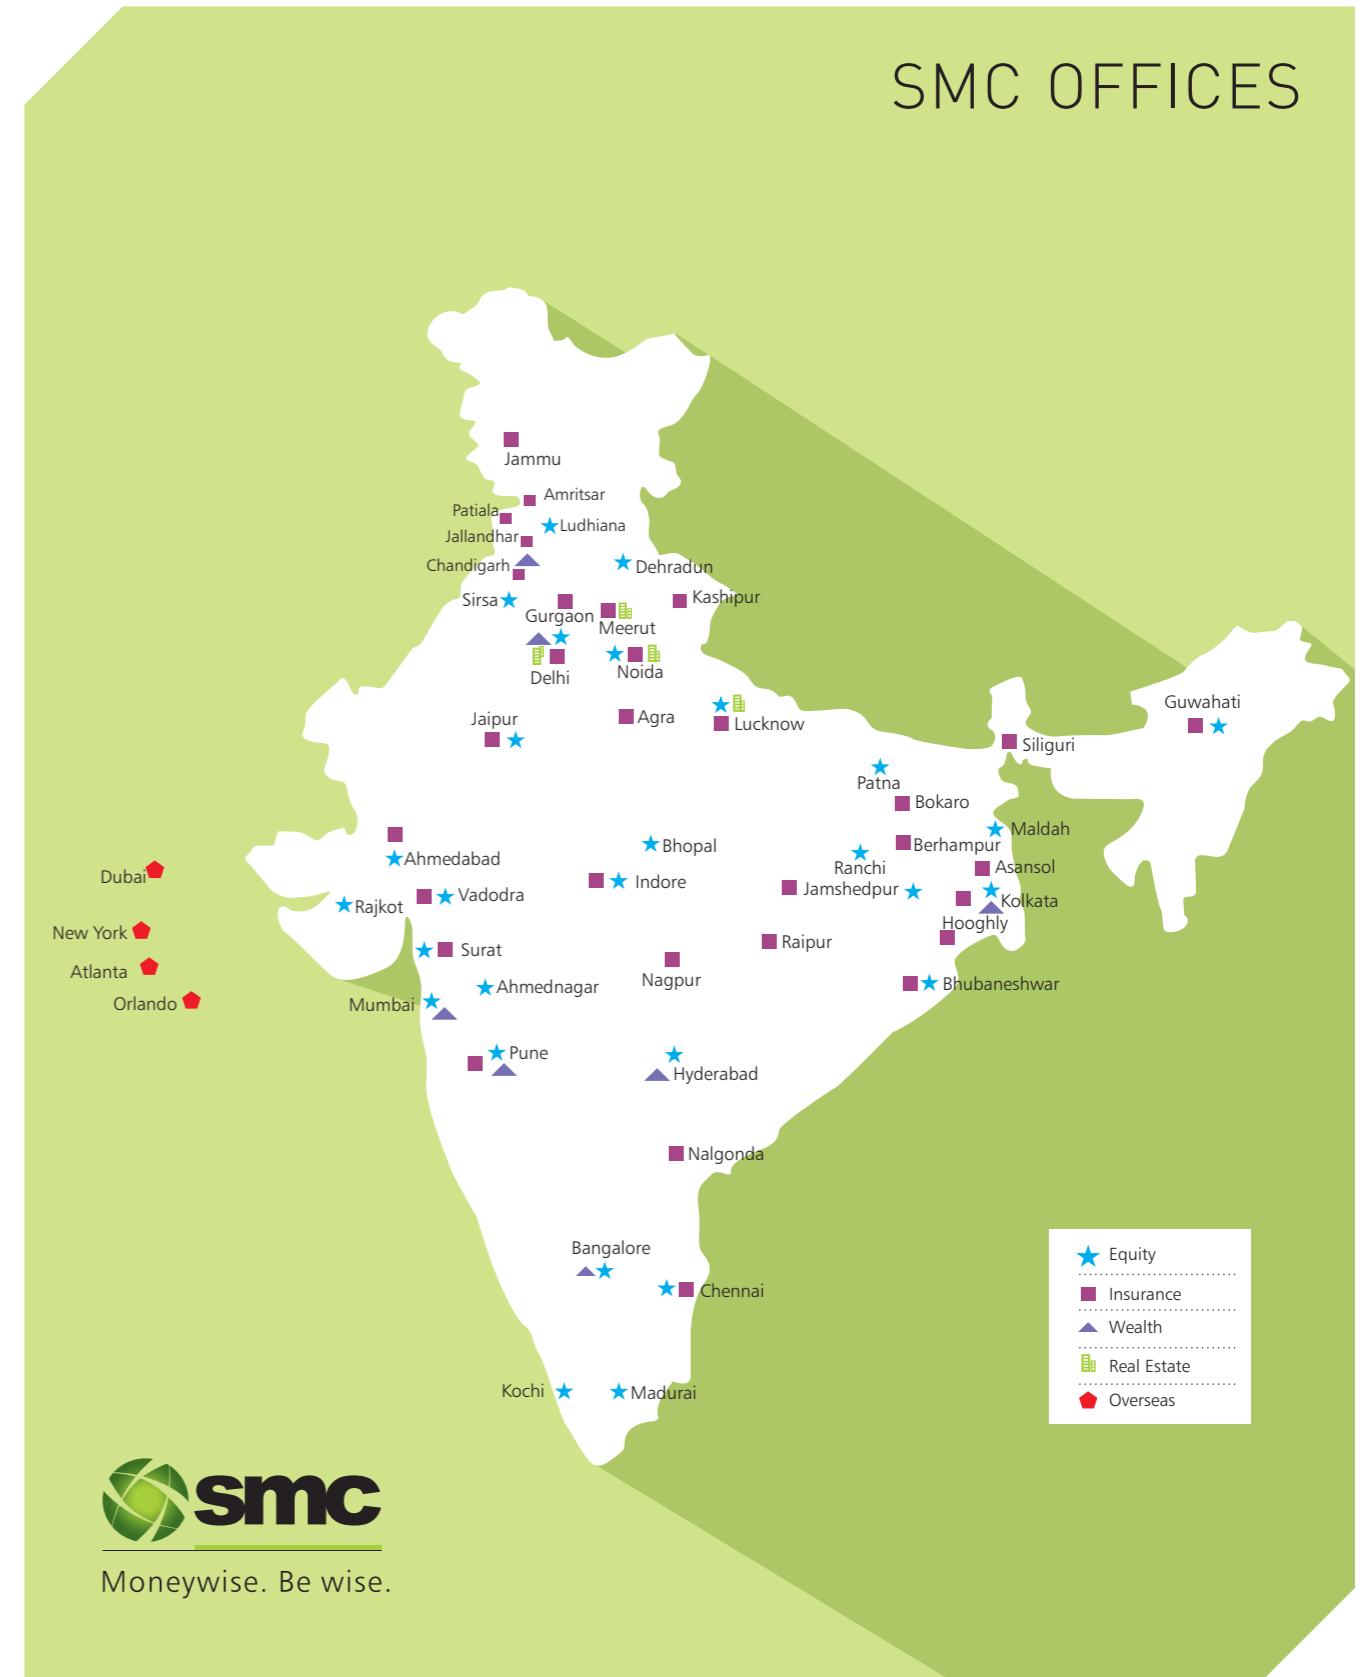 SMC OFFICES
Jammu
Amritsar
Patiala
Ludhiana
Jallandhar
Chandigarh
Dehradun
Sirsa
Kashipur
Gurgaon
Meerut
Noida
Delhi
Guwahati
Jaipur
Agra
Lucknow
Siliguri
Patna
Bokaro
Maldah
Berhampur
Bhopal
Ahmedabad
Ranchi
Asansol
Dubai
Indore
Jamshedpur
Vadodra
Kolkata
Rajkot
Hooghly
New York
Raipur
Surat
Atlanta
Nagpur
Bhubaneshwar
Ahmednagar
Orlando
Mumbai
Pune
Hyderabad
Nalgonda
Bangalore
Chennai
Kochi
Madurai
Equity
Insurance
Wealth
Real Estate
Overseas
smc
Moneywise. Be wise.